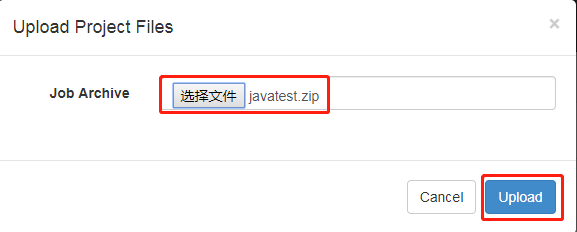 Upload Project Files ×
Job Archive 选择文件 javatest.zip
Cancel Upload